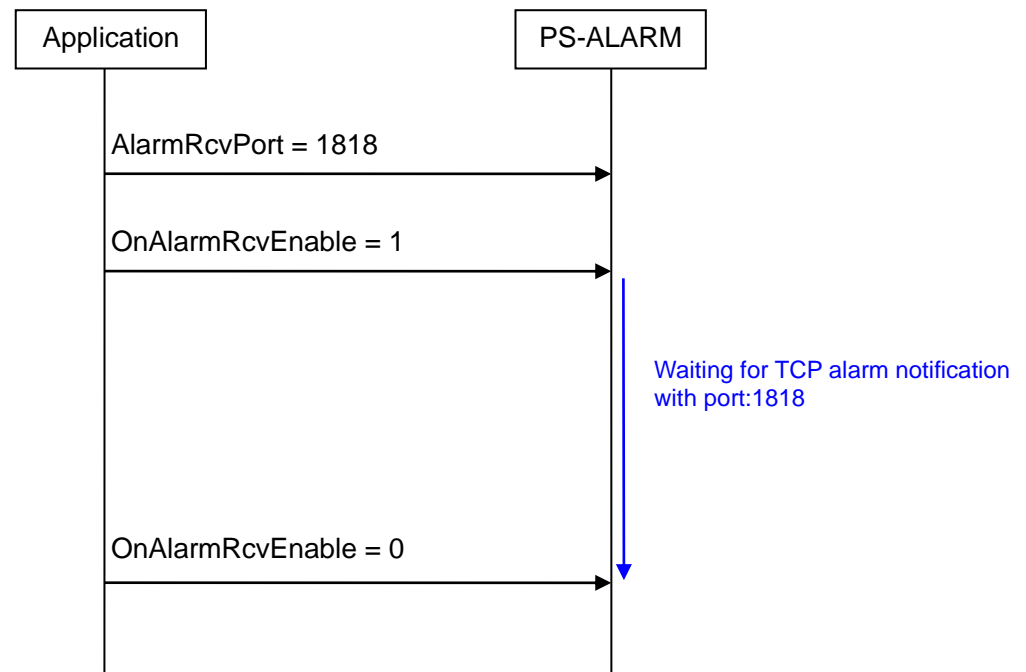 Application
PS-ALARM
AlarmRcvPort = 1818
OnAlarmRcvEnable = 1
Waiting for TCP alarm notification
with port:1818
OnAlarmRcvEnable = 0